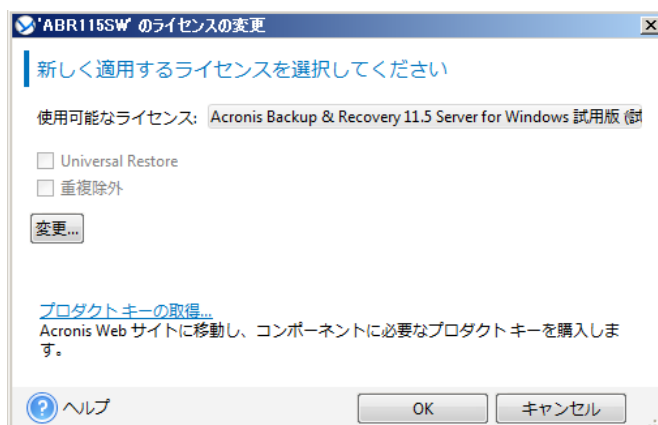 'ABR115SW' のライセンスの変更
新しく適用するライセンスを選択してください
使用可能なライセンス: Acronis Backup & Recovery 11.5 Server for Windows 試用版 (試
Universal Restore
重複除外
変更...
プロダクト キーの取得...
Acronis Web サイトに移動し、コンポーネントに必要なプロダクト キーを購入しま
す。
ヘルプ
OK
キャンセル